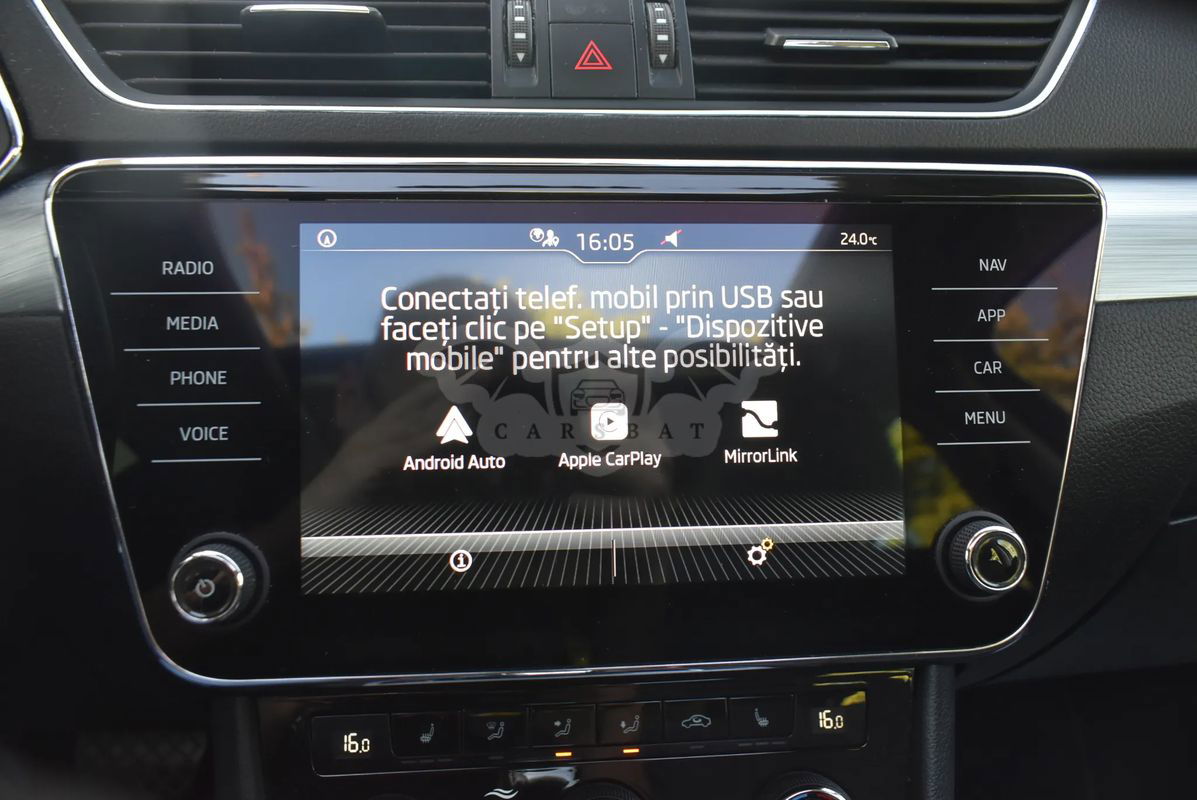 16:05
24.0°C
RADIO
MEDIA
PHONE
VOICE
Conectați telef. mobil prin USB sau
faceți clic pe "Setup" - "Dispozitive
mobile" pentru alte posibilități.
CARSBAT
Android Auto
Apple CarPlay
MirrorLink
NAV
APP
CAR
MENU
16.0
16.0